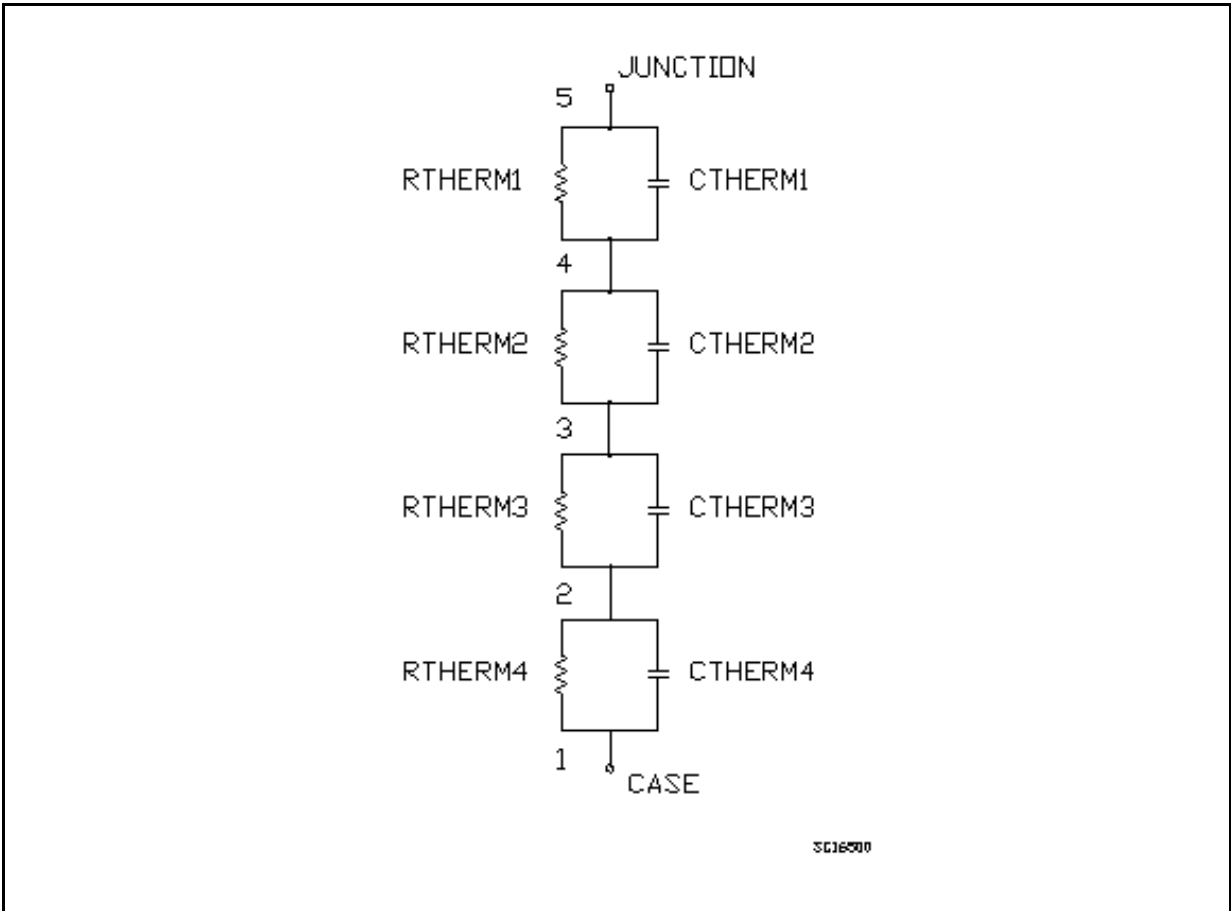 JUNCTION
5
RTHERM1 CTHERM1
4
RTHERM2 CTHERM2
3
RTHERM3 CTHERM3
2
RTHERM4 CTHERM4
1
CASE